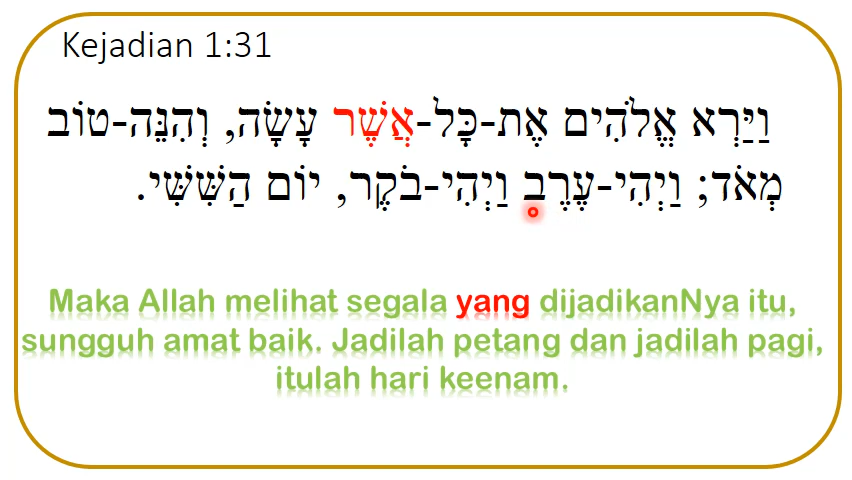 Kejadian 1:31
וַיַּרְא אֱלֹהִים אֶת-כָּל-אֲשֶׁר עָשָׂה, וְהִנֵּה-טוֹב
מְאֹד; וַיְהִי-עֶרֶב וַיְהִי-בֹקֶר, יוֹם הַשִּׁשִּׁי.
Maka Allah melihat segala yang dijadikanNya itu,
sungguh amat baik. Jadilah petang dan jadilah pagi,
itulah hari keenam.